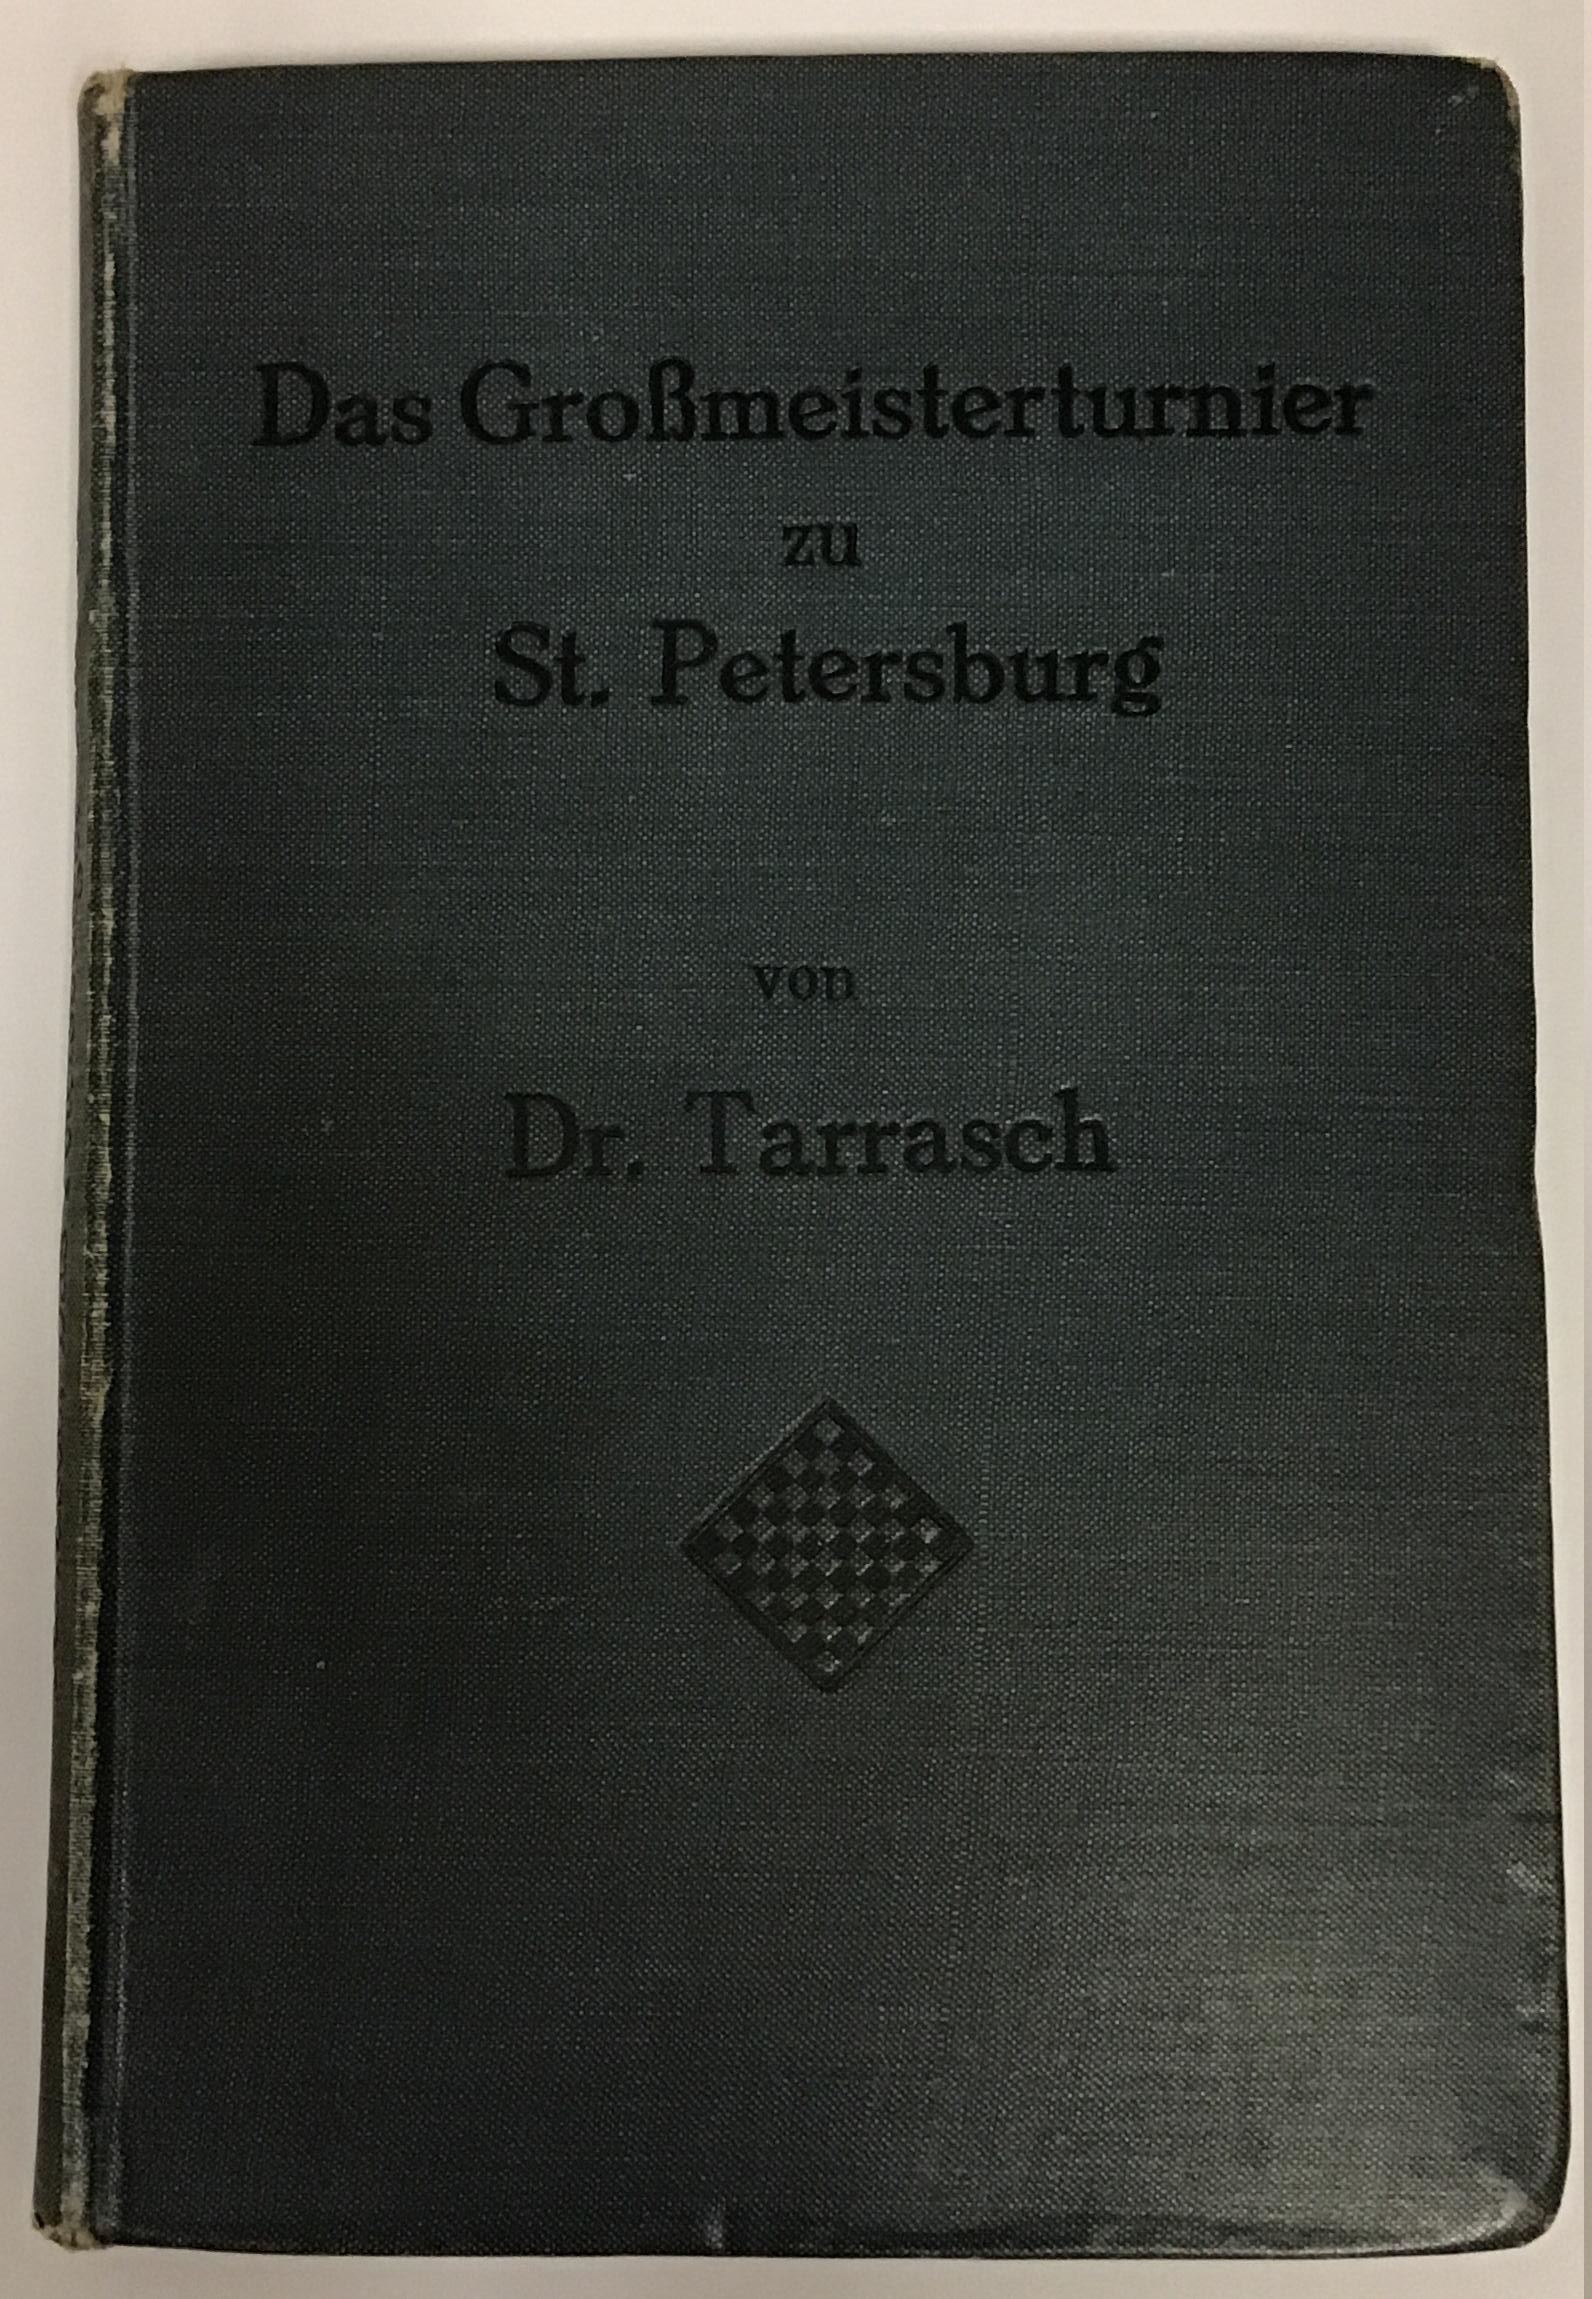 Das Großmeisterturnier
zu
St. Petersburg
von
Dr. Tarrasch